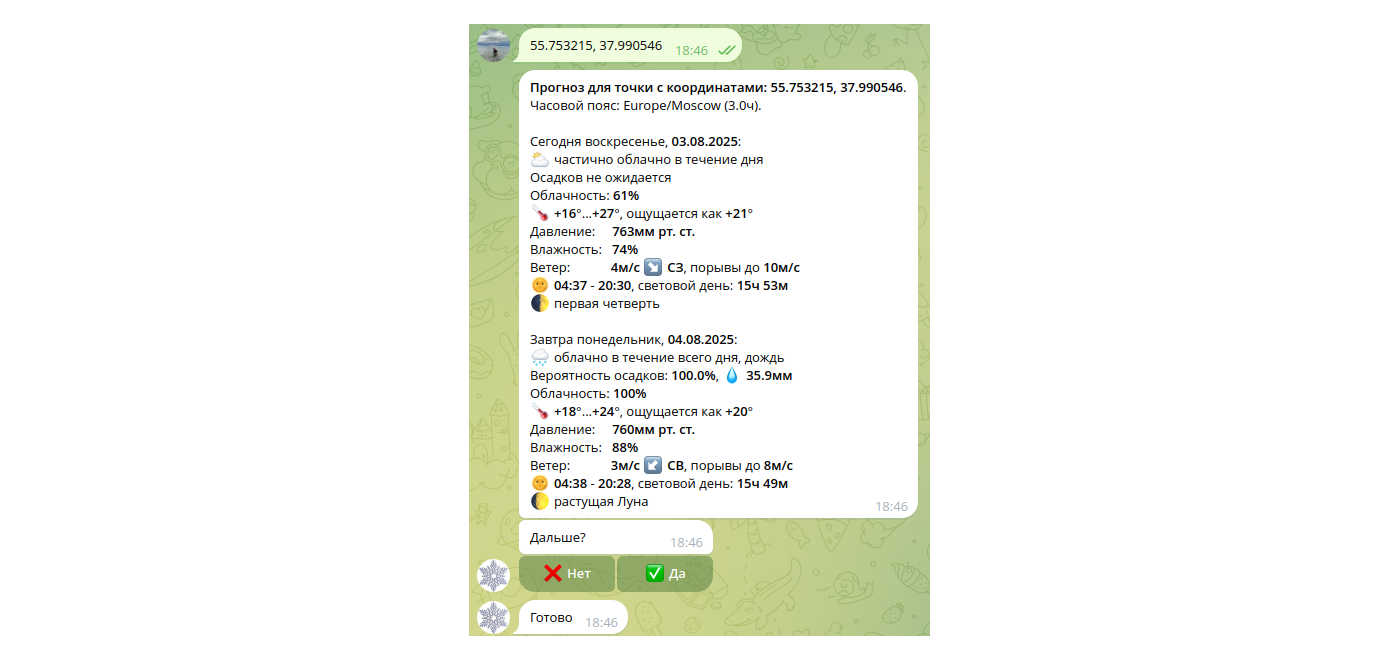 55.753215, 37.990546 18:46
Прогноз для точки с координатами: 55.753215, 37.990546.
Часовой пояс: Europe/Moscow (3.0ч).
Сегодня воскресенье, 03.08.2025:
частично облачно в течение дня
Осадков не ожидается
Облачность: 61%
+16°...+27°, ощущается как +21°
Давление: 763мм рт. ст.
Влажность: 74%
Ветер: 4м/с СЗ, порывы до 10м/с
04:37 - 20:30, световой день: 15ч 53м
первая четверть
Завтра понедельник, 04.08.2025:
облачно в течение всего дня, дождь
Вероятность осадков: 100.0%, 35.9мм
Облачность: 100%
+18°...+24°, ощущается как +20°
Давление: 760мм рт. ст.
Влажность: 88%
Ветер: 3м/с СВ, порывы до 8м/с
04:38 - 20:28, световой день: 15ч 49м
растущая Луна 18:46
Дальше? 18:46
Нет Да
Готово 18:46